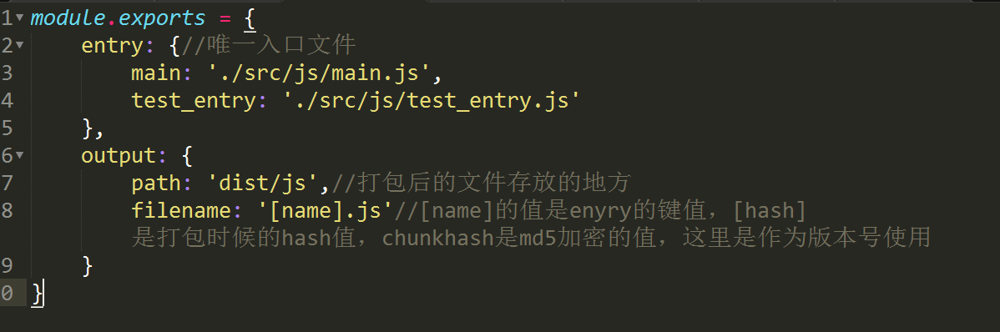 1 module.exports = {
2     entry: {//唯一入口文件
3         main: './src/js/main.js',
4         test_entry: './src/js/test_entry.js'
5     },
6     output: {
7         path: 'dist/js',//打包后的文件存放的地方
8         filename: '[name].js'//[name]的值是enyry的键值，[hash]
          是打包时候的hash值，chunkhash是md5加密的值，这里是作为版本号使用
9     }
0 }